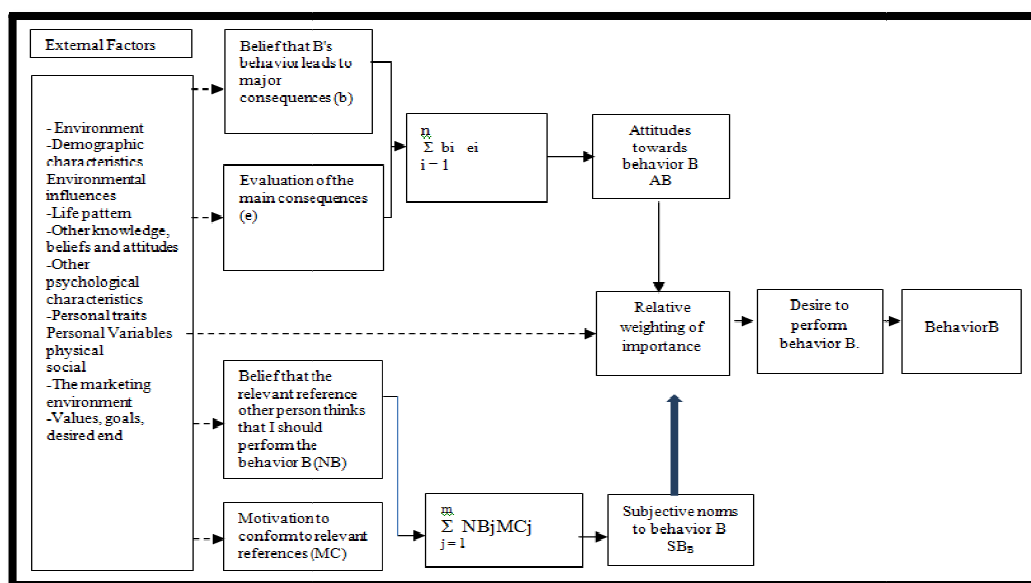 External Factors
- Environment
-Demographic
characteristics
Environmental
influences
-Life pattern
-Other knowledge,
beliefs and attitudes
-Other
psychological
characteristics
-Personal traits
Personal Variables
physical
social
-The marketing
environment
-Values, goals,
desired end
Belief that B's
behavior leads to
major
consequences (b)
Evaluation of the
main consequences
(e)
n
Σ bi ei
i = 1
Attitudes
towards
behavior B
AB
Relative
weighting of
importance
Desire to
perform
behavior B.
BehaviorB
Belief that the
relevant reference
other person thinks
that I should
perform the
behavior B (NB)
Motivation to
conform to relevant
references (MC)
m
Σ NBjMCj
j = 1
Subjective norms
to behavior B
SB_B